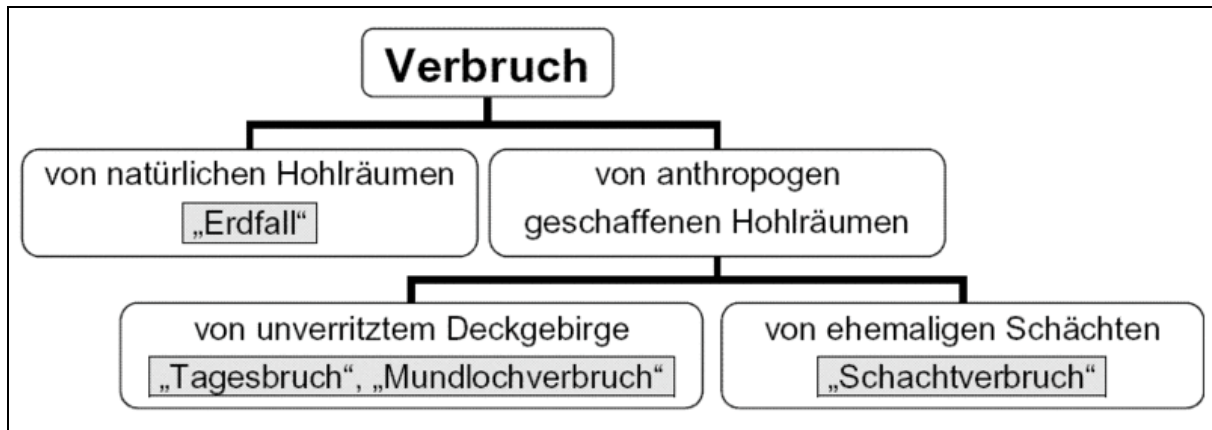 Verbruch
von natürlichen Hohlräumen
„Erdfall“
von anthropogen
geschaffenen Hohlräumen
von unverritztem Deckgebirge
„Tagesbruch“, „Mundlochverbruch“
von ehemaligen Schächten
„Schachtverbruch“